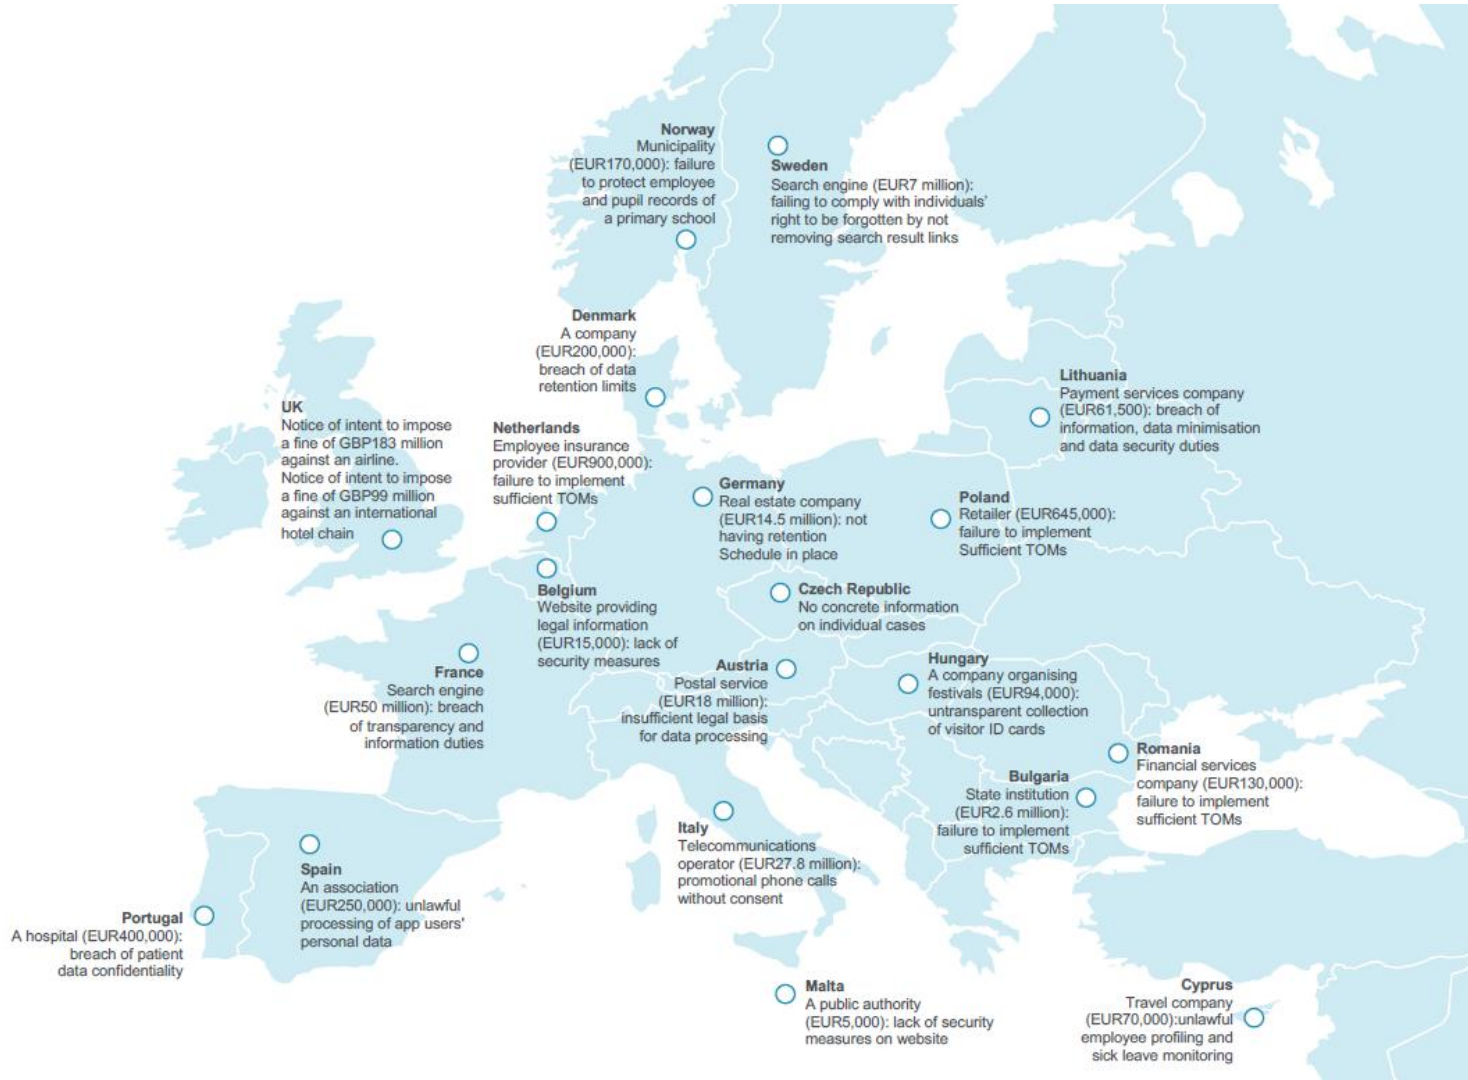 Norway
Municipality
(EUR170,000): failure
to protect employee
and pupil records of
a primary school
Sweden
Search engine (EUR7 million):
failing to comply with individuals'
right to be forgotten by not
removing search result links
Denmark
A company
(EUR200,000):
breach of data
retention limits
Lithuania
Payment services company
(EUR61,500): breach of
information, data minimisation
and data security duties
UK
Notice of intent to impose
a fine of GBP183 million
against an airline.
Notice of intent to impose
a fine of GBP99 million
against an international
hotel chain
Netherlands
Employee insurance
provider (EUR900,000):
failure to implement
sufficient TOMs
Germany
Real estate company
(EUR14.5 million): not
having retention
Schedule in place
Poland
Retailer (EUR645,000):
failure to implement
Sufficient TOMs
Belgium
Website providing
legal information
(EUR15,000): lack of
security measures
Czech Republic
No concrete information
on individual cases
France
Search engine
(EUR50 million): breach
of transparency and
information duties
Austria
Postal service
(EUR18 million):
insufficient legal basis
for data processing
Hungary
A company organising
festivals (EUR94,000):
untransparent collection
of visitor ID cards
Romania
Financial services
company (EUR130,000):
failure to implement
sufficient TOMs
Bulgaria
State institution
(EUR2.6 million):
failure to implement
sufficient TOMs
Italy
Telecommunications
operator (EUR27.8 million):
promotional phone calls
without consent
Spain
An association
(EUR250,000): unlawful
processing of app users'
personal data
Portugal
A hospital (EUR400,000):
breach of patient
data confidentiality
Malta
A public authority
(EUR5,000): lack of security
measures on website
Cyprus
Travel company
(EUR70,000):unlawful
employee profiling and
sick leave monitoring